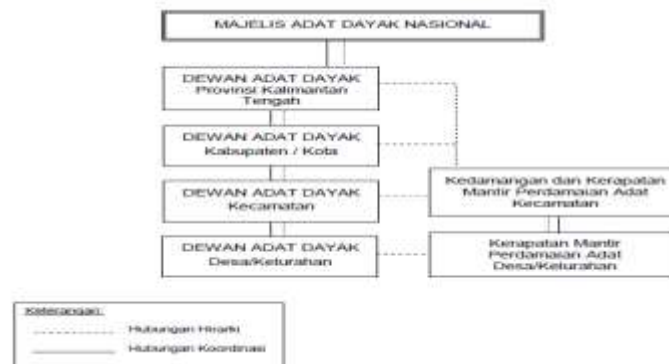 MAJELIS ADAT DAYAK NASIONAL
DEWAN ADAT DAYAK
Provinsi Kalimantan
Tengah
DEWAN ADAT DAYAK
Kabupaten / Kota
DEWAN ADAT DAYAK
Kecamatan
Kedamangan dan Kerapatan
Mantir Perdamaian Adat
Kecamatan
DEWAN ADAT DAYAK
Desa/Kelurahan
Kerapatan Mantir
Perdamaian Adat
Desa/Kelurahan
Keterangan:
Hubungan Hirarki
Hubungan Koordinasi